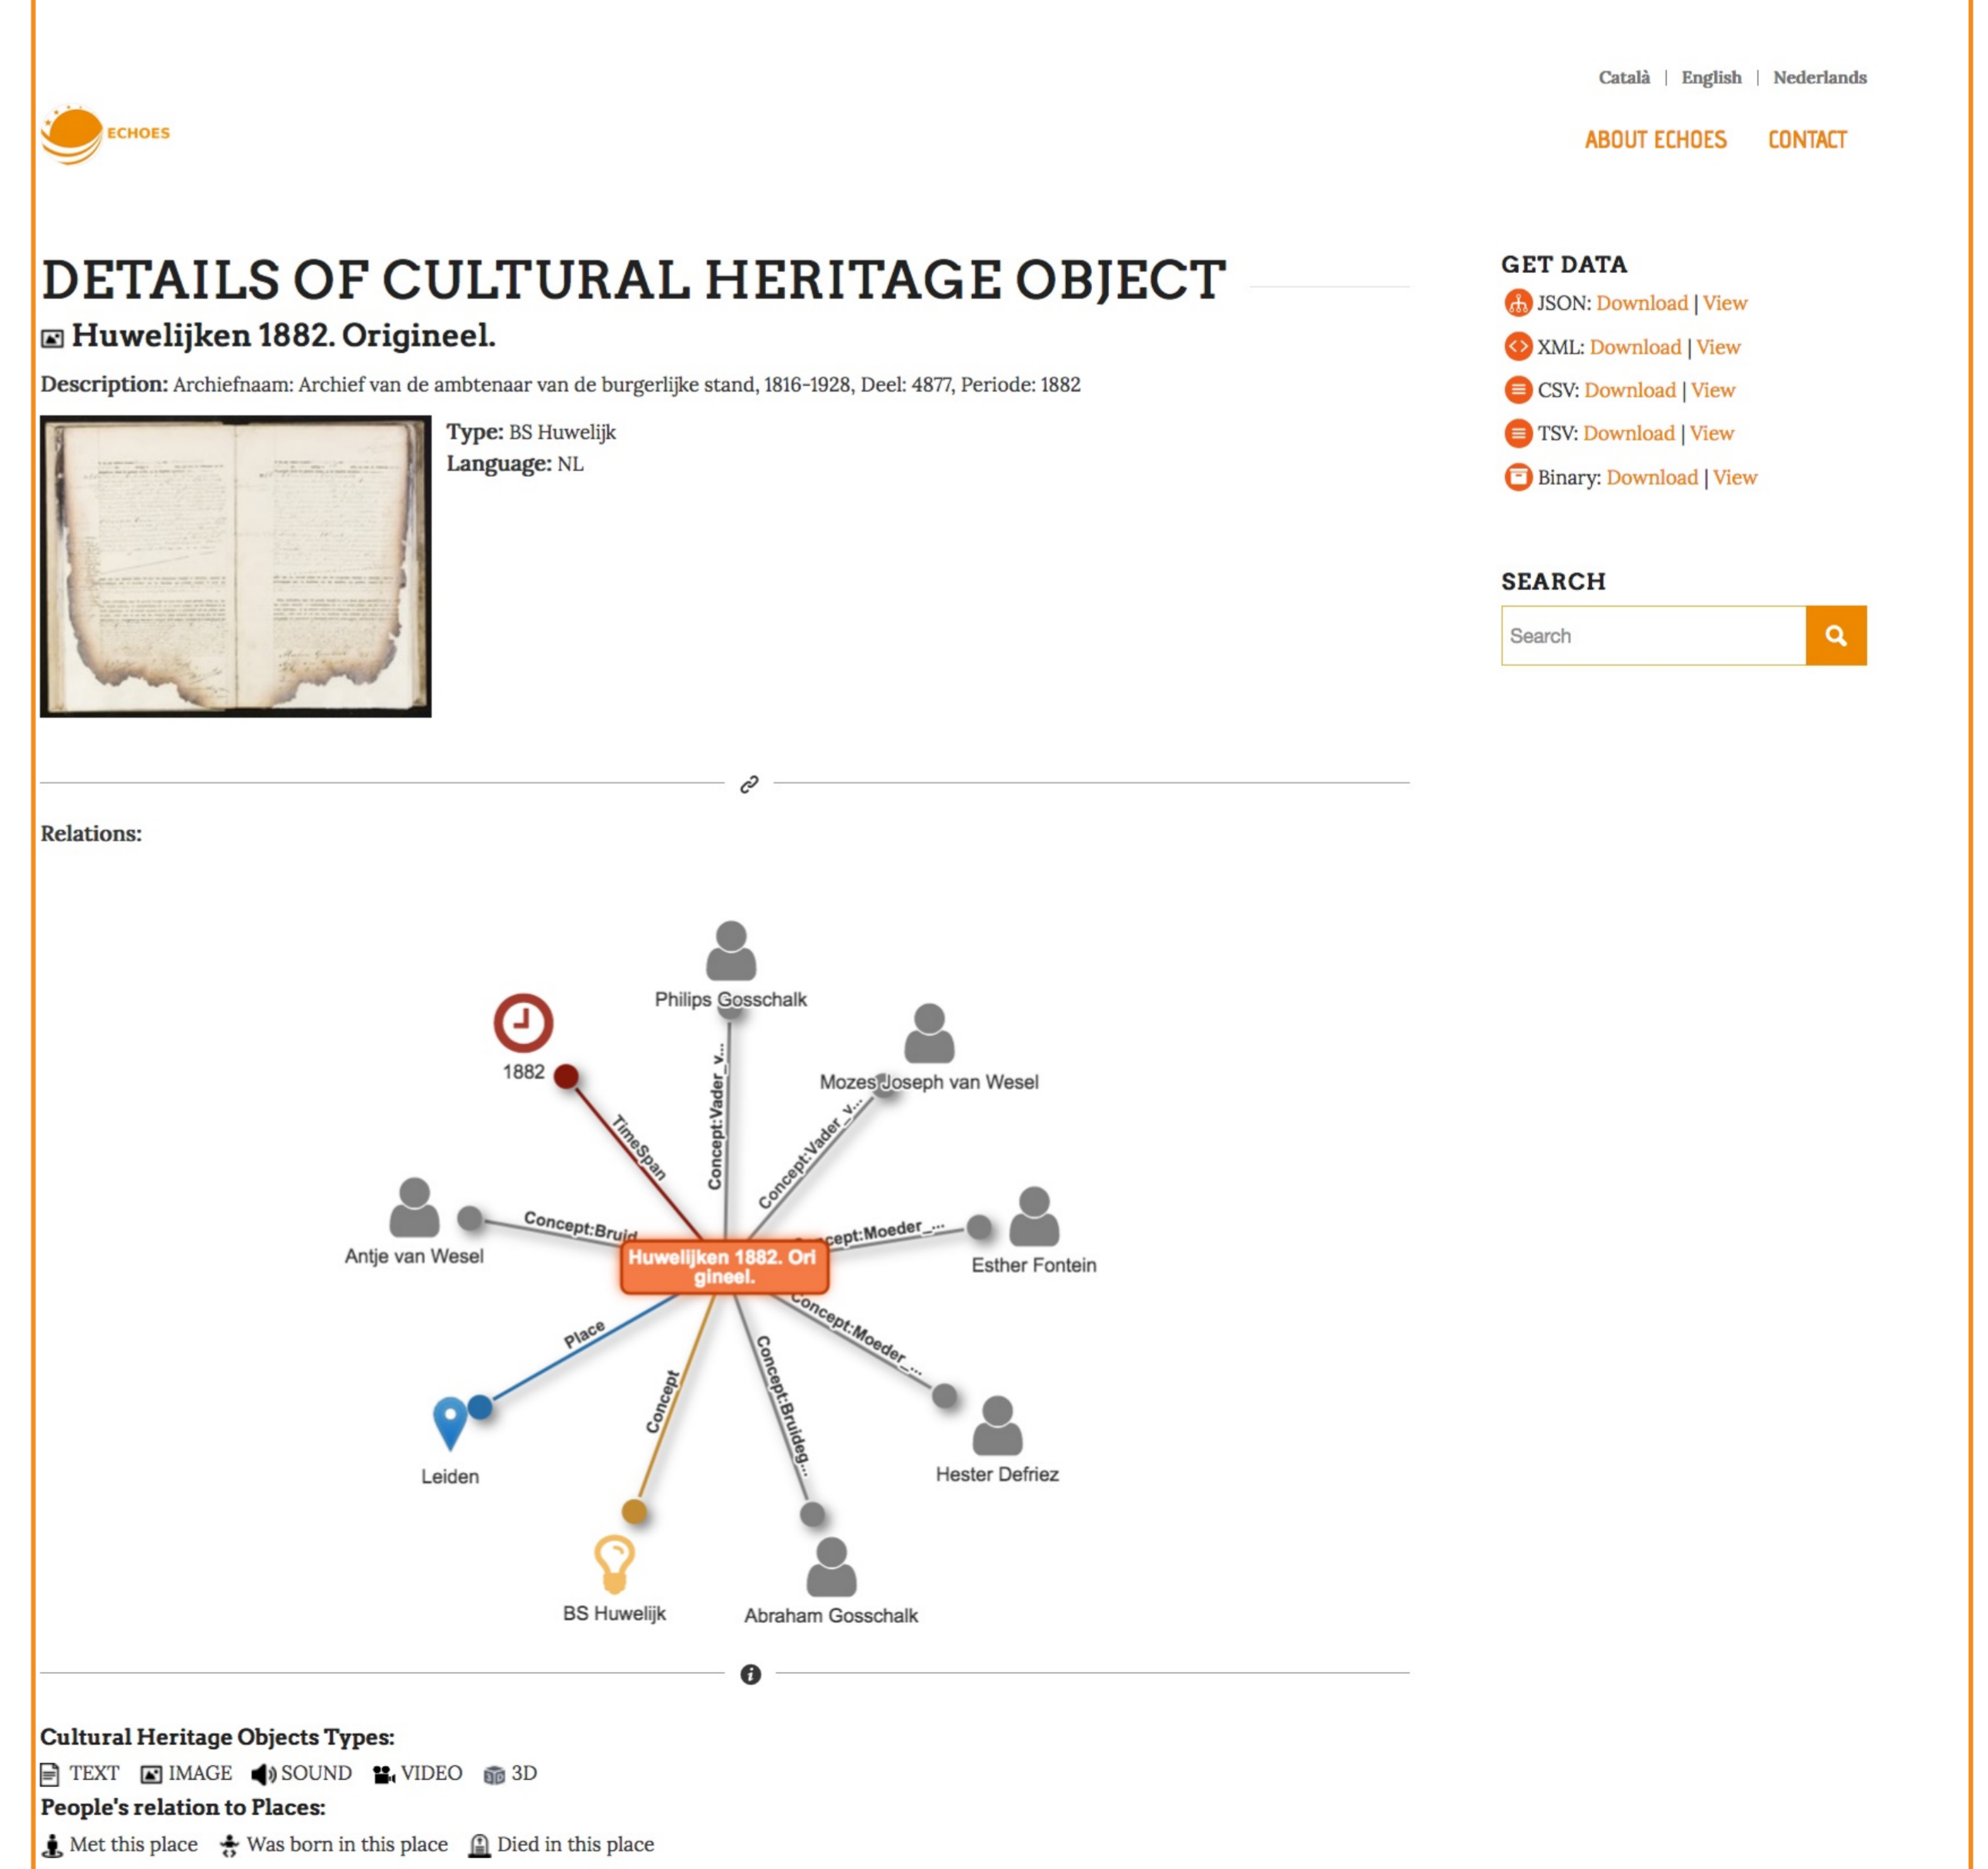 Català | English | Nederlands
ECHOES
ABOUT ECHOES CONTACT
DETAILS OF CULTURAL HERITAGE OBJECT
Huwelijken 1882. Origineel.
Description: Archiefnaam: Archief van de ambtenaar van de burgerlijke stand, 1816-1928, Deel: 4877, Periode: 1882
Type: BS Huwelijk
Language: NL
GET DATA
JSON: Download | View
XML: Download | View
CSV: Download | View
TSV: Download | View
Binary: Download | View
SEARCH
Search
Relations:
Philips Gosschalk
1882
Mozes Joseph van Wesel
Concept:Vader_v...
Concept:Vader_v...
TimeSpan
Concept:Bruid
cept:Moeder_...
Antje van Wesel
Esther Fontein
Huwelijken 1882. Ori
gineel.
Concept:Moeder_...
Place
Concept
Concept:Bruideg...
Leiden
Hester Defriez
BS Huwelijk
Abraham Gosschalk
Cultural Heritage Objects Types:
TEXT IMAGE SOUND VIDEO 3D
People's relation to Places:
Met this place Was born in this place Died in this place